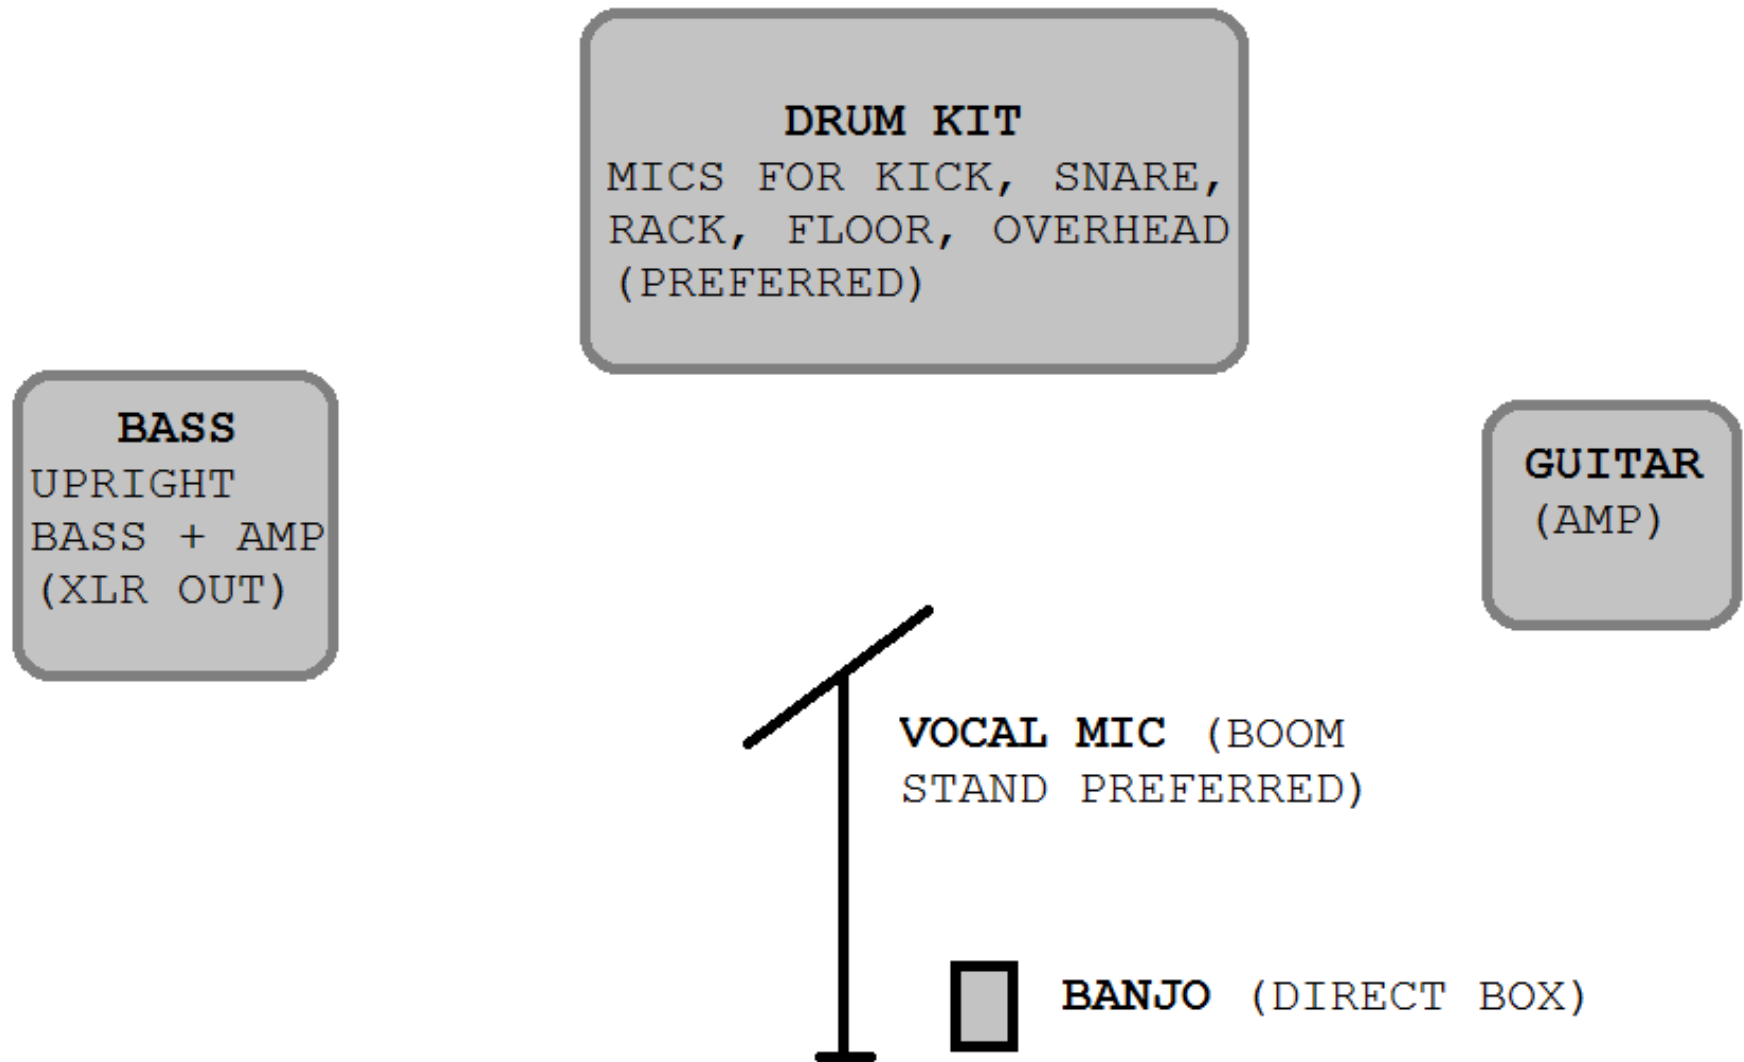 DRUM KIT
MICS FOR KICK, SNARE,
RACK, FLOOR, OVERHEAD
(PREFERRED)
BASS
UPRIGHT
BASS + AMP
(XLR OUT)
GUITAR
(AMP)
VOCAL MIC (BOOM
STAND PREFERRED)
BANJO (DIRECT BOX)